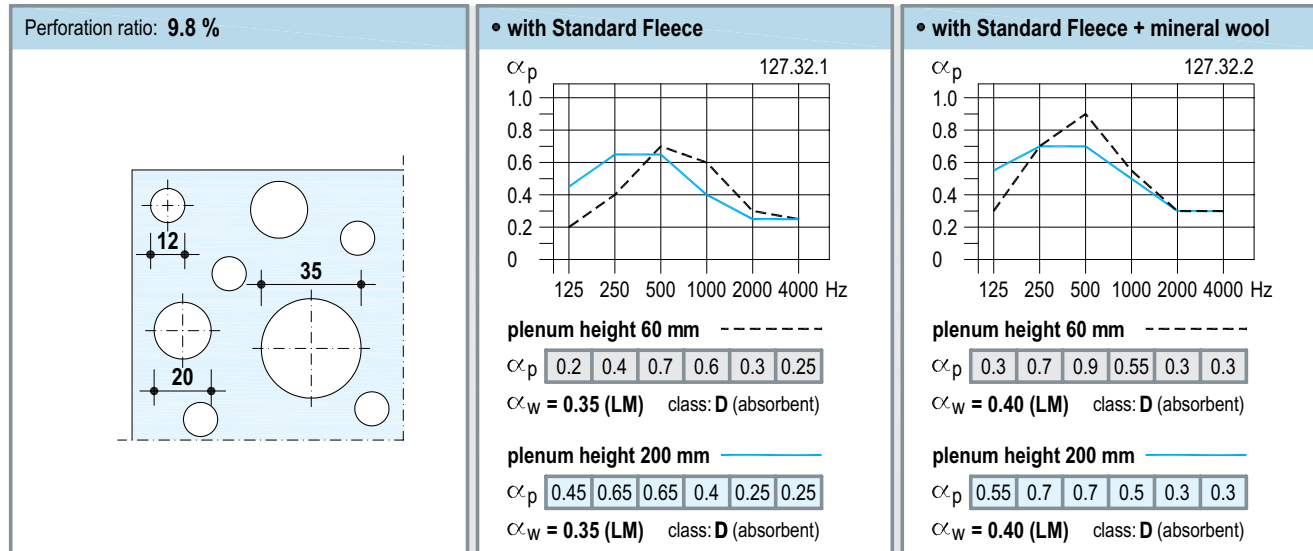 Perforation ratio: 9.8 %
12
35
20
• with Standard Fleece
αp 127.32.1
1.0
0.8
0.6
0.4
0.2
0
125 250 500 1000 2000 4000 Hz
plenum height 60 mm
αp 0.2 0.4 0.7 0.6 0.3 0.25
αw = 0.35 (LM) class: D (absorbent)
plenum height 200 mm
αp 0.45 0.65 0.65 0.4 0.25 0.25
αw = 0.35 (LM) class: D (absorbent)
• with Standard Fleece + mineral wool
αp 127.32.2
1.0
0.8
0.6
0.4
0.2
0
125 250 500 1000 2000 4000 Hz
plenum height 60 mm
αp 0.3 0.7 0.9 0.55 0.3 0.3
αw = 0.40 (LM) class: D (absorbent)
plenum height 200 mm
αp 0.55 0.7 0.7 0.5 0.3 0.3
αw = 0.40 (LM) class: D (absorbent)